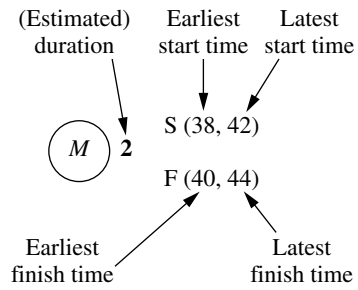 (Estimated)
duration
Earliest
start time
Latest
start time
M
2
S (38, 42)
F (40, 44)
Earliest
finish time
Latest
finish time